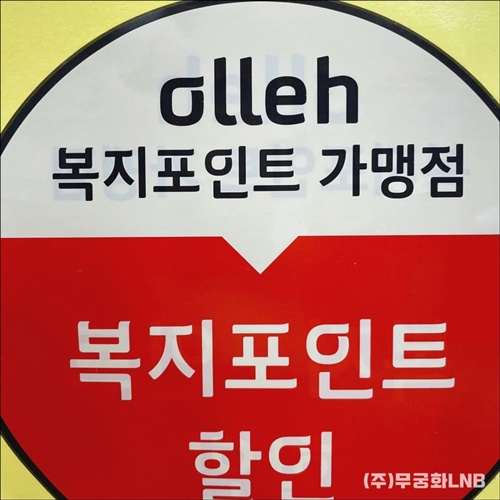 olleh
복지포인트 가맹점
복지포인트
할인
(주)무궁화LNB